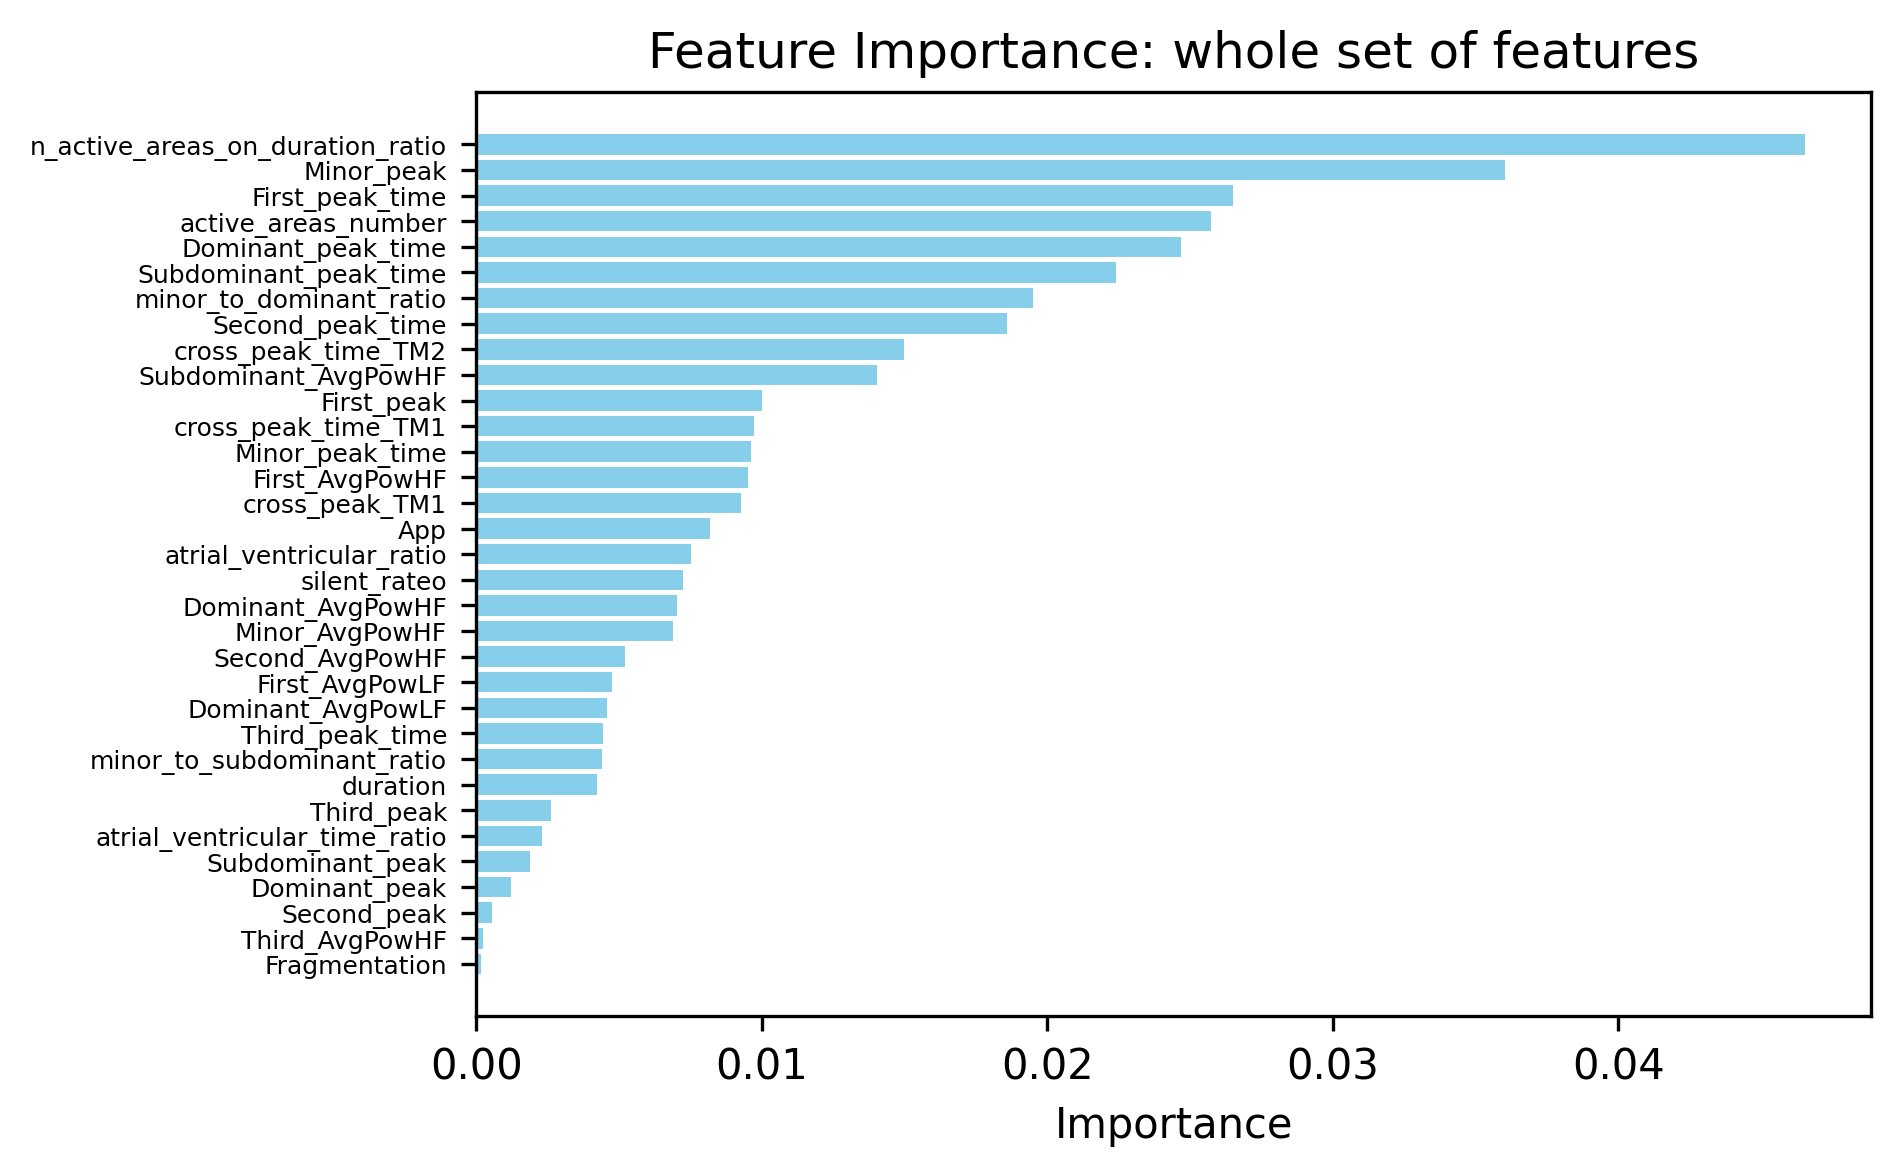 Feature Importance: whole set of features
n_active_areas_on_duration_ratio
Minor_peak
First_peak_time
active_areas_number
Dominant_peak_time
Subdominant_peak_time
minor_to_dominant_ratio
Second_peak_time
cross_peak_time_TM2
Subdominant_AvgPowHF
First_peak
cross_peak_time_TM1
Minor_peak_time
First_AvgPowHF
cross_peak_TM1
App
atrial_ventricular_ratio
silent_rateo
Dominant_AvgPowHF
Minor_AvgPowHF
Second_AvgPowHF
First_AvgPowLF
Dominant_AvgPowLF
Third_peak_time
minor_to_subdominant_ratio
duration
Third_peak
atrial_ventricular_time_ratio
Subdominant_peak
Dominant_peak
Second_peak
Third_AvgPowHF
Fragmentation
0.00 0.01 0.02 0.03 0.04
Importance